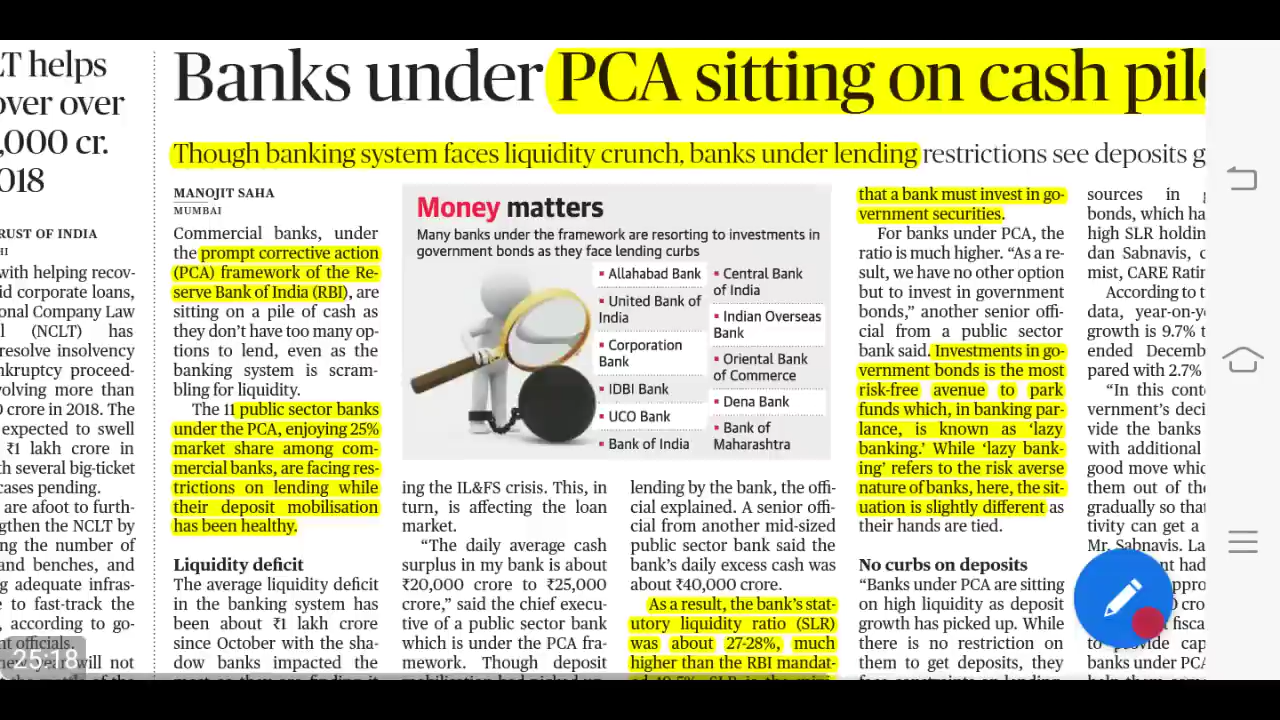 LT helps
over over
,000 cr.
018
RUST OF INDIA
HI
with helping recov-
id corporate loans,
onal Company Law
l (NCLT) has
resolve insolvency
nkruptcy proceed-
volving more than
0 crore in 2018. The
expected to swell
₹1 lakh crore in
th several big-ticket
cases pending.
are afoot to furth-
gthen the NCLT by
ng the number of
and benches, and
g adequate infras-
e to fast-track the
, according to go-
nt officials.
will not
Banks under PCA sitting on cash pil
Though banking system faces liquidity crunch, banks under lending restrictions see deposits g
MANOJIT SAHA
MUMBAI
Commercial banks, under
the prompt corrective action
(PCA) framework of the Re-
serve Bank of India (RBI), are
sitting on a pile of cash as
they don't have too many op-
tions to lend, even as the
banking system is scram-
bling for liquidity.
The 11 public sector banks
under the PCA, enjoying 25%
market share among com-
mercial banks, are facing res-
trictions on lending while
their deposit mobilisation
has been healthy.
Liquidity deficit
The average liquidity deficit
in the banking system has
been about ₹1 lakh crore
since October with the sha-
dow banks impacted the
Money matters
Many banks under the framework are resorting to investments in
government bonds as they face lending curbs
▪ Allahabad Bank
▪ United Bank of
India
▪ Corporation
Bank
▪ IDBI Bank
▪ UCO Bank
▪ Bank of India
▪ Central Bank
of India
▪ Indian Overseas
Bank
▪ Oriental Bank
of Commerce
▪ Dena Bank
▪ Bank of
Maharashtra
ing the IL&FS crisis. This, in
turn, is affecting the loan
market.
"The daily average cash
surplus in my bank is about
₹20,000 crore to ₹25,000
crore," said the chief execu-
tive of a public sector bank
which is under the PCA fra-
mework. Though deposit
lending by the bank, the offi-
cial explained. A senior offi-
cial from another mid-sized
public sector bank said the
bank's daily excess cash was
about ₹40,000 crore.
As a result, the bank's stat-
utory liquidity ratio (SLR)
was about 27-28%, much
higher than the RBI mandat-
that a bank must invest in go-
vernment securities.
For banks under PCA, the
ratio is much higher. "As a re-
sult, we have no other option
but to invest in government
bonds," another senior offi-
cial from a public sector
bank said. Investments in go-
vernment bonds is the most
risk-free avenue to park
funds which, in banking par-
lance, is known as 'lazy
banking.' While 'lazy bank-
ing' refers to the risk averse
nature of banks, here, the sit-
uation is slightly different as
their hands are tied.
No curbs on deposits
"Banks under PCA are sitting
on high liquidity as deposit
growth has picked up. While
there is no restriction on
them to get deposits, they
sources in g
bonds, which ha
high SLR holdin
dan Sabnavis, c
mist, CARE Ratin
According to t
data, year-on-y
growth is 9.7% t
ended Decemb
pared with 2.7%
"In this cont
vernment's deci
vide the banks
with additional
good move whic
them out of the
gradually so tha
tivity can get a
Mr. Sabnavis. La
nt had
appro
0 cro
fisca
to provide cap
banks under PCA
25:18